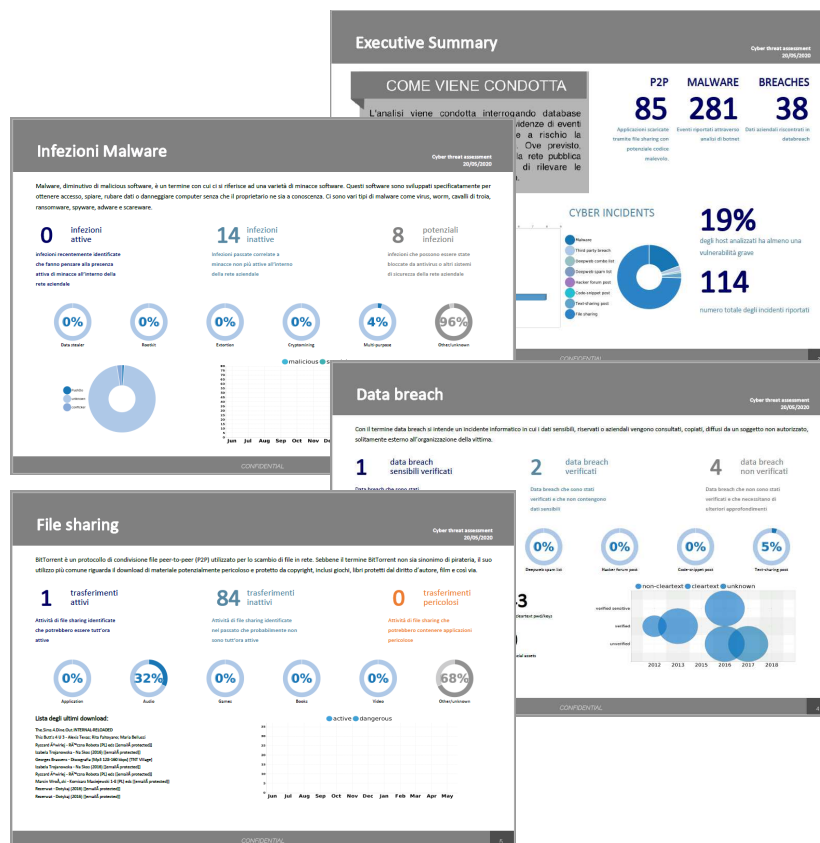 Executive Summary
Cyber threat assessment
20/05/2020
COME VIENE CONDOTTA
L'analisi viene condotta interrogando database
videnze di eventi
e a rischio la
Ove previsto,
la rete pubblica
di rilevare le
P2P
MALWARE
BREACHES
85
281
38
Applicazioni scaricate
tramite file sharing con
potenziale codice
malevolo.
Eventi riportati attraverso
analisi di botnet
Dati aziendali riscontrati in
databreach
CYBER INCIDENTS
Malware
Third party breach
Deepweb combo list
Deepweb spam list
Hacker forum post
Code-snippet post
Text-sharing post
File sharing
19%
degli host analizzati ha almeno una
vulnerabilità grave
114
numero totale degli incidenti riportati
CONFIDENTIAL
Infezioni Malware
Cyber threat assessment
20/05/2020
Malware, diminutivo di malicious software, è un termine con cui ci si riferisce ad una varietà di minacce software. Questi software sono sviluppati specificatamente per
ottenere accesso, spiare, rubare dati o danneggiare computer senza che il proprietario ne sia a conoscenza. Ci sono vari tipi di malware come virus, worm, cavalli di troia,
ransomware, spyware, adware e scareware.
0 infezioni
attive
infezioni recentemente identificate
che fanno pensare alla presenza
attiva di minacce all'interno della
rete aziendale
14 infezioni
inattive
Infezioni passate correlate a
minacce non più attive all'interno
della rete aziendale
8 potenziali
infezioni
infezioni che possono essere state
bloccate da antivirus o altri sistemi
di sicurezza della rete aziendale
0% 0% 0% 0% 4% 96%
Data stealer Rootkit Extortion Cryptomining Multi-purpose Other/unknown
malicious
Jun Jul Aug Sep Oct Nov
CONFIDENTIAL
Data breach
Cyber threat assessment
20/05/2020
Con il termine data breach si intende un incidente informatico in cui i dati sensibili, riservati o aziendali vengono consultati, copiati, diffusi da un soggetto non autorizzato,
solitamente esterno all'organizzazione della vittima.
1 data breach
sensibili verificati
Data breach che sono stati
2 data breach
verificati
Data breach che sono stati
verificati e che non contengono
dati sensibili
4 data breach
non verificati
Data breach che non sono stati
verificati e che necessitano di
ulteriori approfondimenti
0% 0% 0% 5%
Deepweb spam list Hacker forum post Code-snippet post Text-sharing post
non-cleartext cleartext unknown
verified sensitive
verified
unverified
2012 2013 2015 2016 2017 2018
CONFIDENTIAL
4
File sharing
Cyber threat assessment
20/05/2020
BitTorrent è un protocollo di condivisione file peer-to-peer (P2P) utilizzato per lo scambio di file in rete. Sebbene il termine BitTorrent non sia sinonimo di pirateria, il suo
utilizzo più comune riguarda il download di materiale potenzialmente pericoloso e protetto da copyright, inclusi giochi, libri protetti dal diritto d'autore, film e così via.
1 trasferimenti
attivi
Attività di file sharing identificate
che potrebbero essere tutt'ora
attive
84 trasferimenti
inattivi
Attività di file sharing identificate
nel passato che probabilmente non
sono tutt'ora attive
0 trasferimenti
pericolosi
Attività di file sharing che
potrebbero contenere applicazioni
pericolose
0% 32% 0% 0% 0% 68%
Application Audio Games Books Video Other/unknown
Lista degli ultimi download:
active dangerous
Jun Jul Aug Sep Oct Nov Dec Jan Feb Mar Apr May
CONFIDENTIAL
5